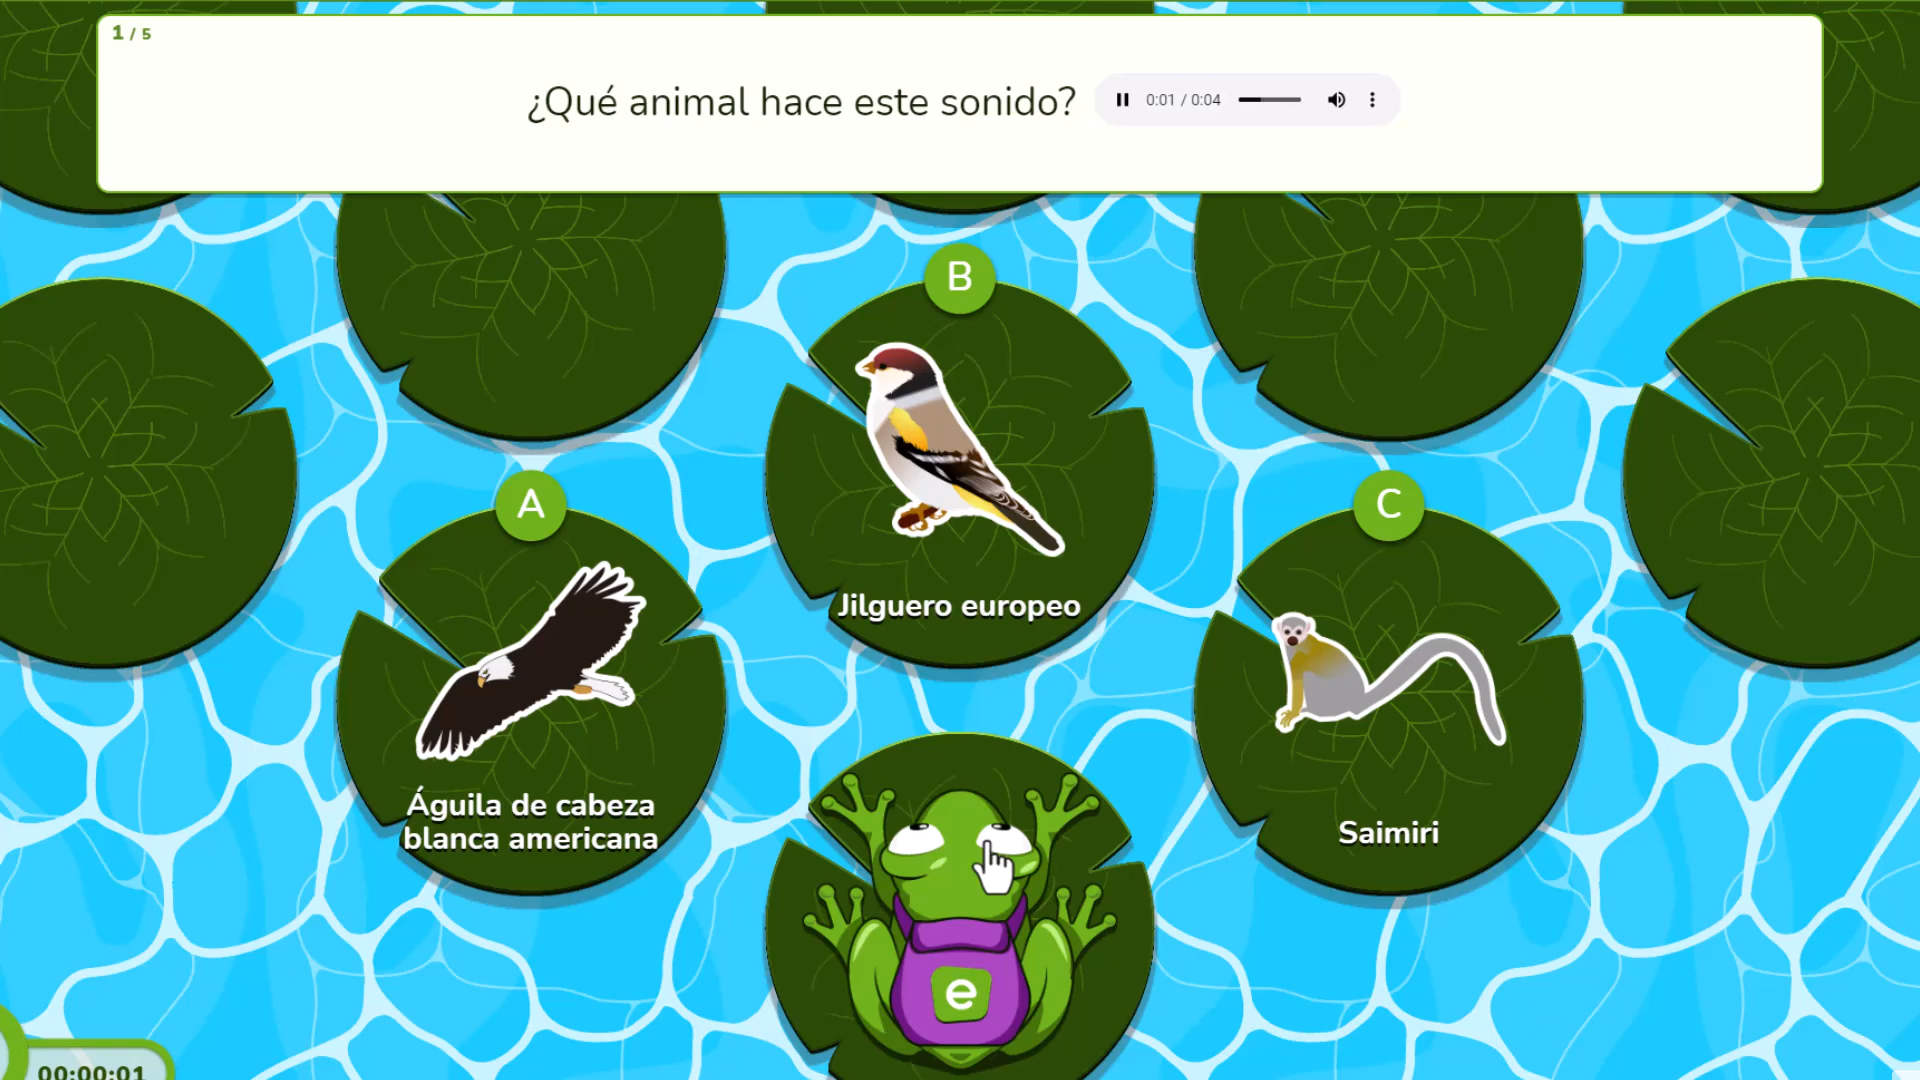 1 / 5
¿Qué animal hace este sonido?
0:01 / 0:04
B
Jilguero europeo
A
Águila de cabeza
blanca americana
C
Saimiri
e
00:00:01